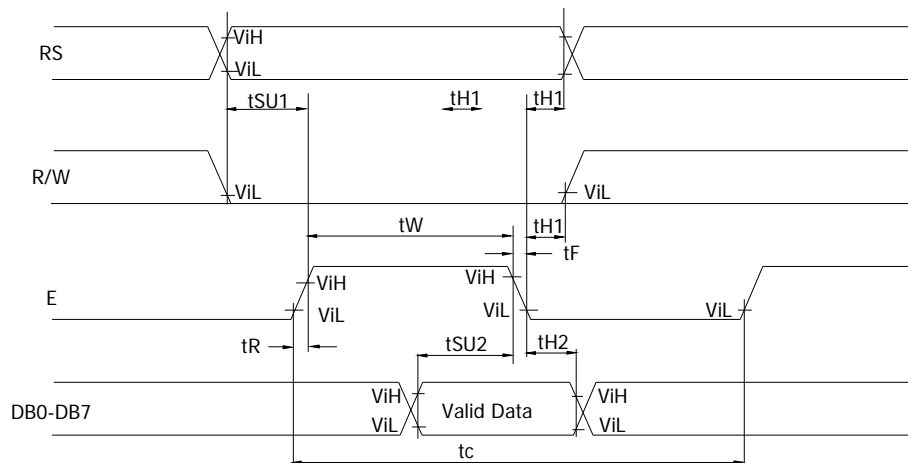 RS
ViH
ViL
tSU1
tH1
tH1
R/W
ViL
ViL
tW
tH1
tF
E
ViH
ViH
ViL
ViL
ViL
tR
tSU2
tH2
DB0-DB7
ViH
ViL
Valid Data
ViH
ViL
tc